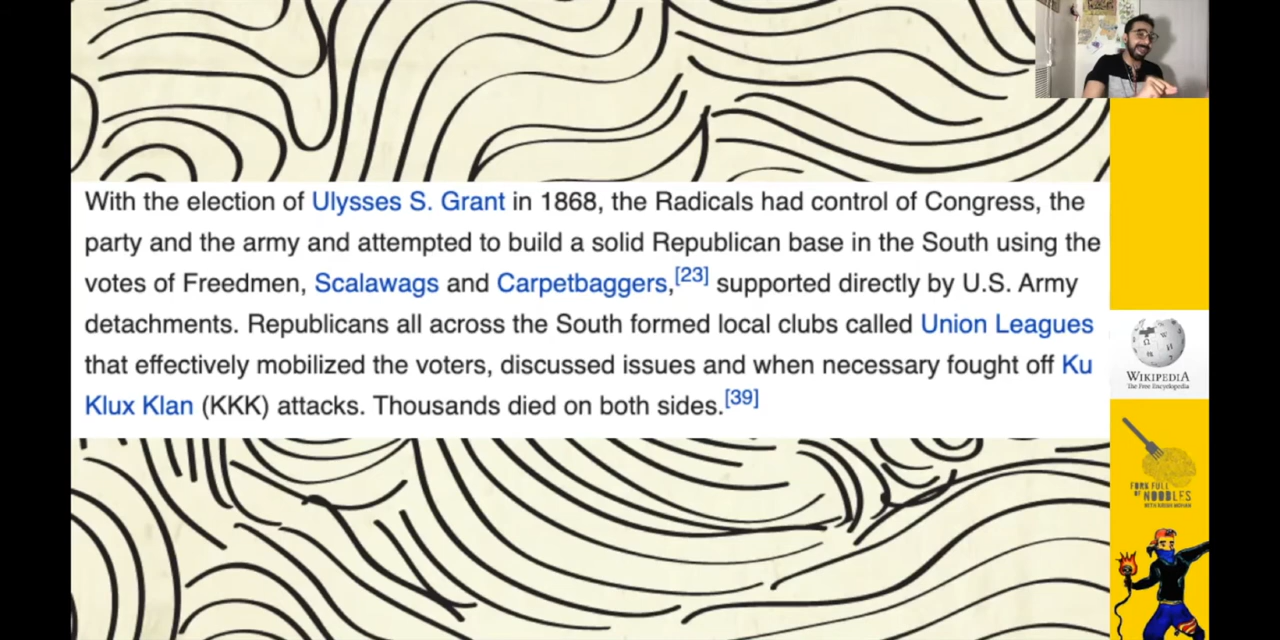 With the election of Ulysses S. Grant in 1868, the Radicals had control of Congress, the
party and the army and attempted to build a solid Republican base in the South using the
votes of Freedmen, Scalawags and Carpetbaggers,[23] supported directly by U.S. Army
detachments. Republicans all across the South formed local clubs called Union Leagues
that effectively mobilized the voters, discussed issues and when necessary fought off Ku
Klux Klan (KKK) attacks. Thousands died on both sides.[39]
WIKIPEDIA
The Free Encyclopedia
FORK FULL
OF NOODLES